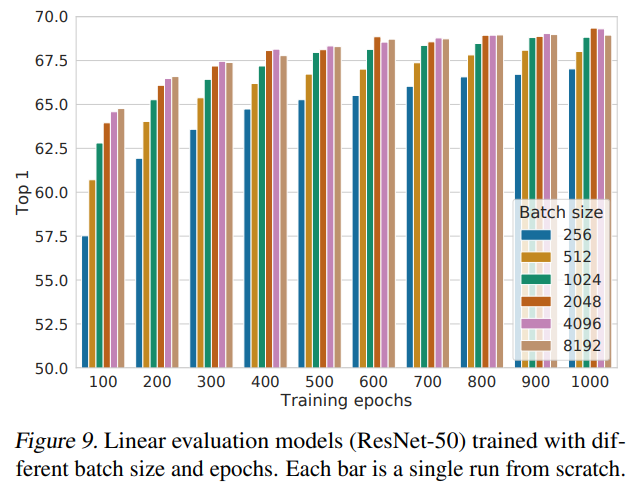 70.0
67.5
65.0
62.5
60.0
57.5
55.0
52.5
50.0
Top 1
Batch size
256
512
1024
2048
4096
8192
100 200 300 400 500 600 700 800 900 1000
Training epochs
Figure 9. Linear evaluation models (ResNet-50) trained with dif-
ferent batch size and epochs. Each bar is a single run from scratch.